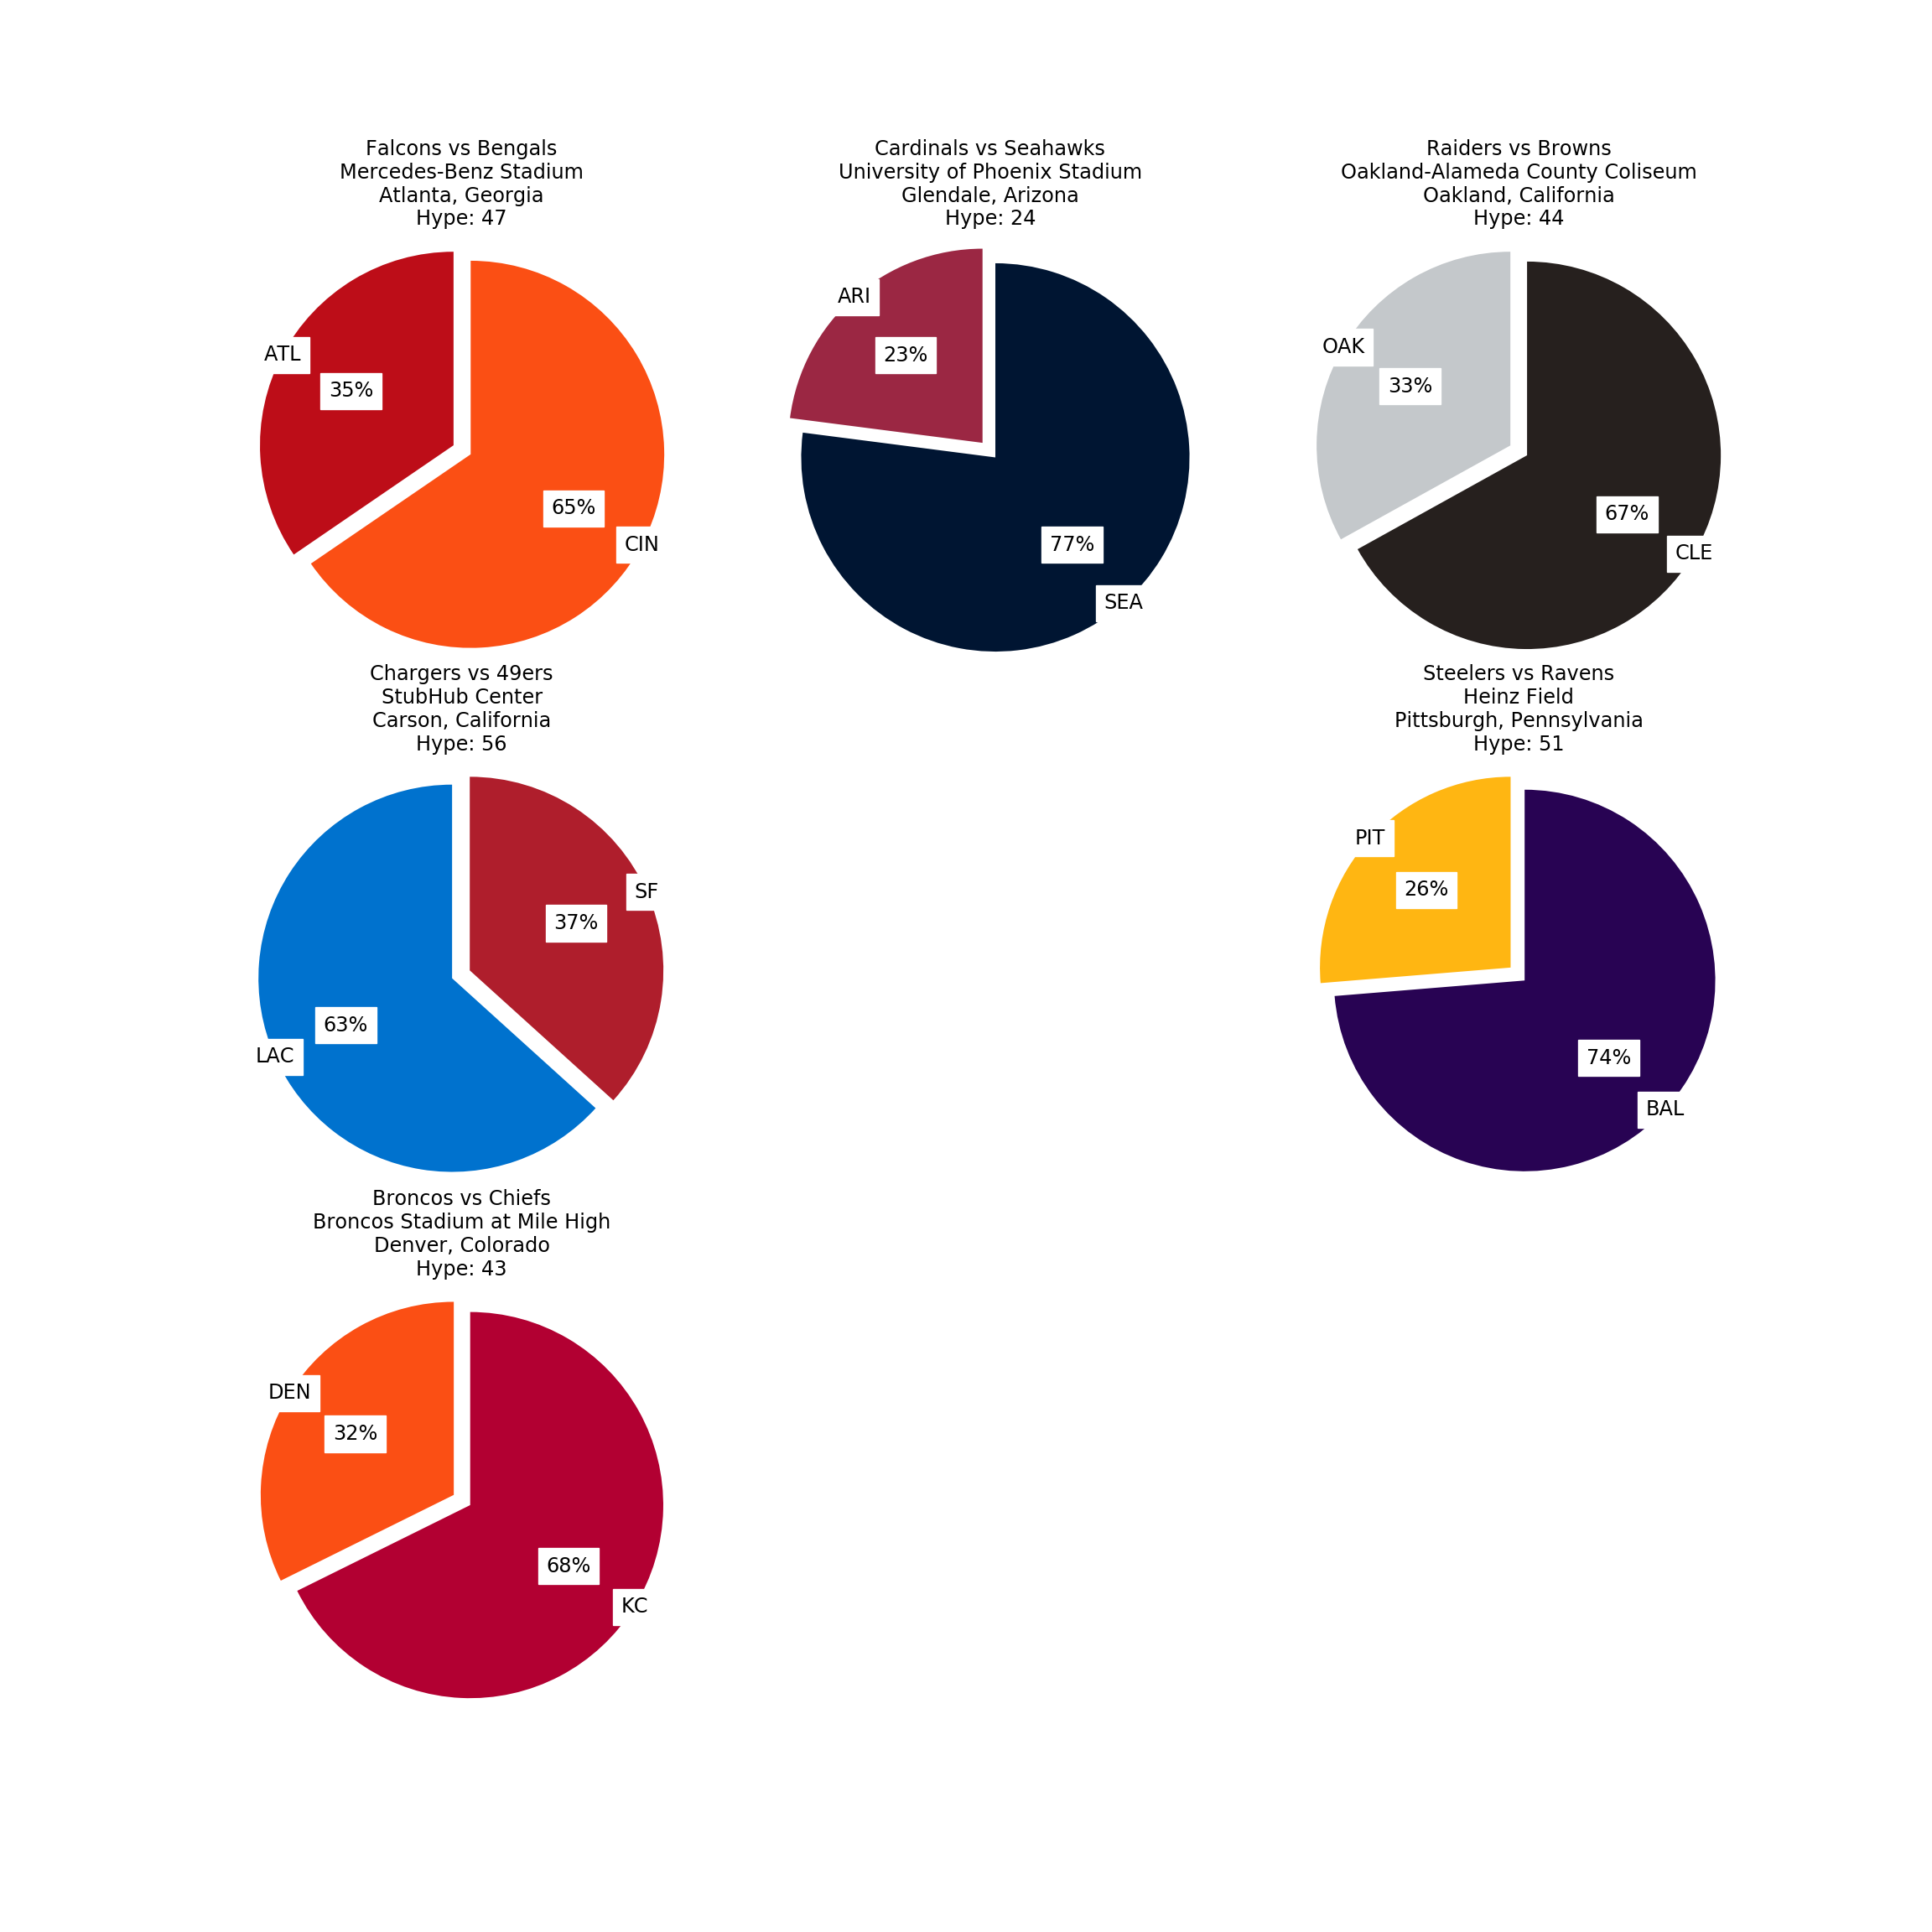 Falcons vs Bengals
Mercedes-Benz Stadium
Atlanta, Georgia
Hype: 47
ATL
35%
65%
CIN
Cardinals vs Seahawks
University of Phoenix Stadium
Glendale, Arizona
Hype: 24
ARI
23%
77%
SEA
Raiders vs Browns
Oakland-Alameda County Coliseum
Oakland, California
Hype: 44
OAK
33%
67%
CLE
Chargers vs 49ers
StubHub Center
Carson, California
Hype: 56
SF
37%
63%
LAC
Steelers vs Ravens
Heinz Field
Pittsburgh, Pennsylvania
Hype: 51
PIT
26%
74%
BAL
Broncos vs Chiefs
Broncos Stadium at Mile High
Denver, Colorado
Hype: 43
DEN
32%
68%
KC